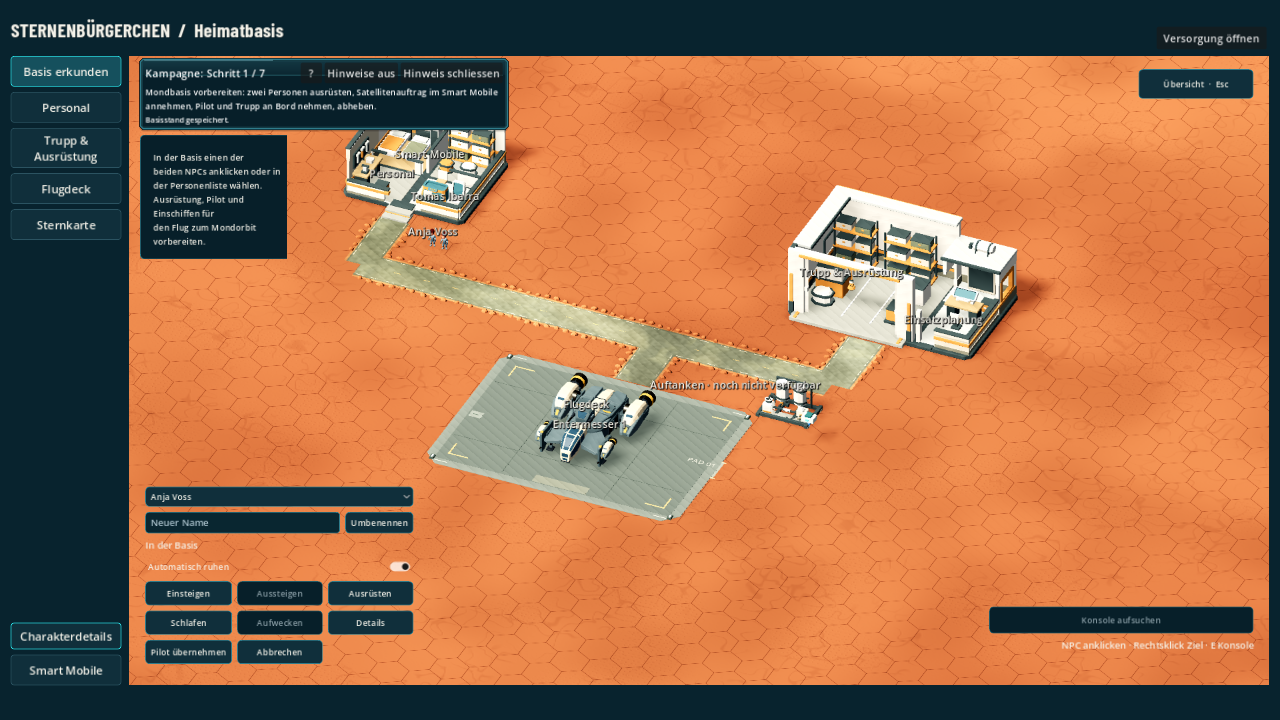 STERNENBÜRGERCHEN / Heimatbasis
Versorgung öffnen
Basis erkunden
Personal
Trupp &
Ausrüstung
Flugdeck
Sternkarte
Kampagne: Schritt 1 / 7
? Hinweise aus Hinweis schliessen
Mondbasis vorbereiten: zwei Personen ausrüsten, Satellitenauftrag im Smart Mobile
annehmen, Pilot und Trupp an Bord nehmen, abheben.
Basisstand gespeichert.
Übersicht · Esc
In der Basis einen der
beiden NPCs anklicken oder in
der Personenliste wählen.
Ausrüstung, Pilot und
Einschiffen für
den Flug zum Mondorbit
vorbereiten.
Smart Mobile
Personal
Tomas Ibarra
Anja Voss
Trupp & Ausrüstung
Einsatzplanung
Auftanken · noch nicht verfügbar
Flugdeck
Entermesser
Anja Voss
Neuer Name
Umbenennen
In der Basis
Automatisch ruhen
Einsteigen
Aussteigen
Ausrüsten
Schlafen
Aufwecken
Details
Pilot übernehmen
Abbrechen
Konsole aufsuchen
NPC anklicken · Rechtsklick Ziel · E Konsole
Charakterdetails
Smart Mobile